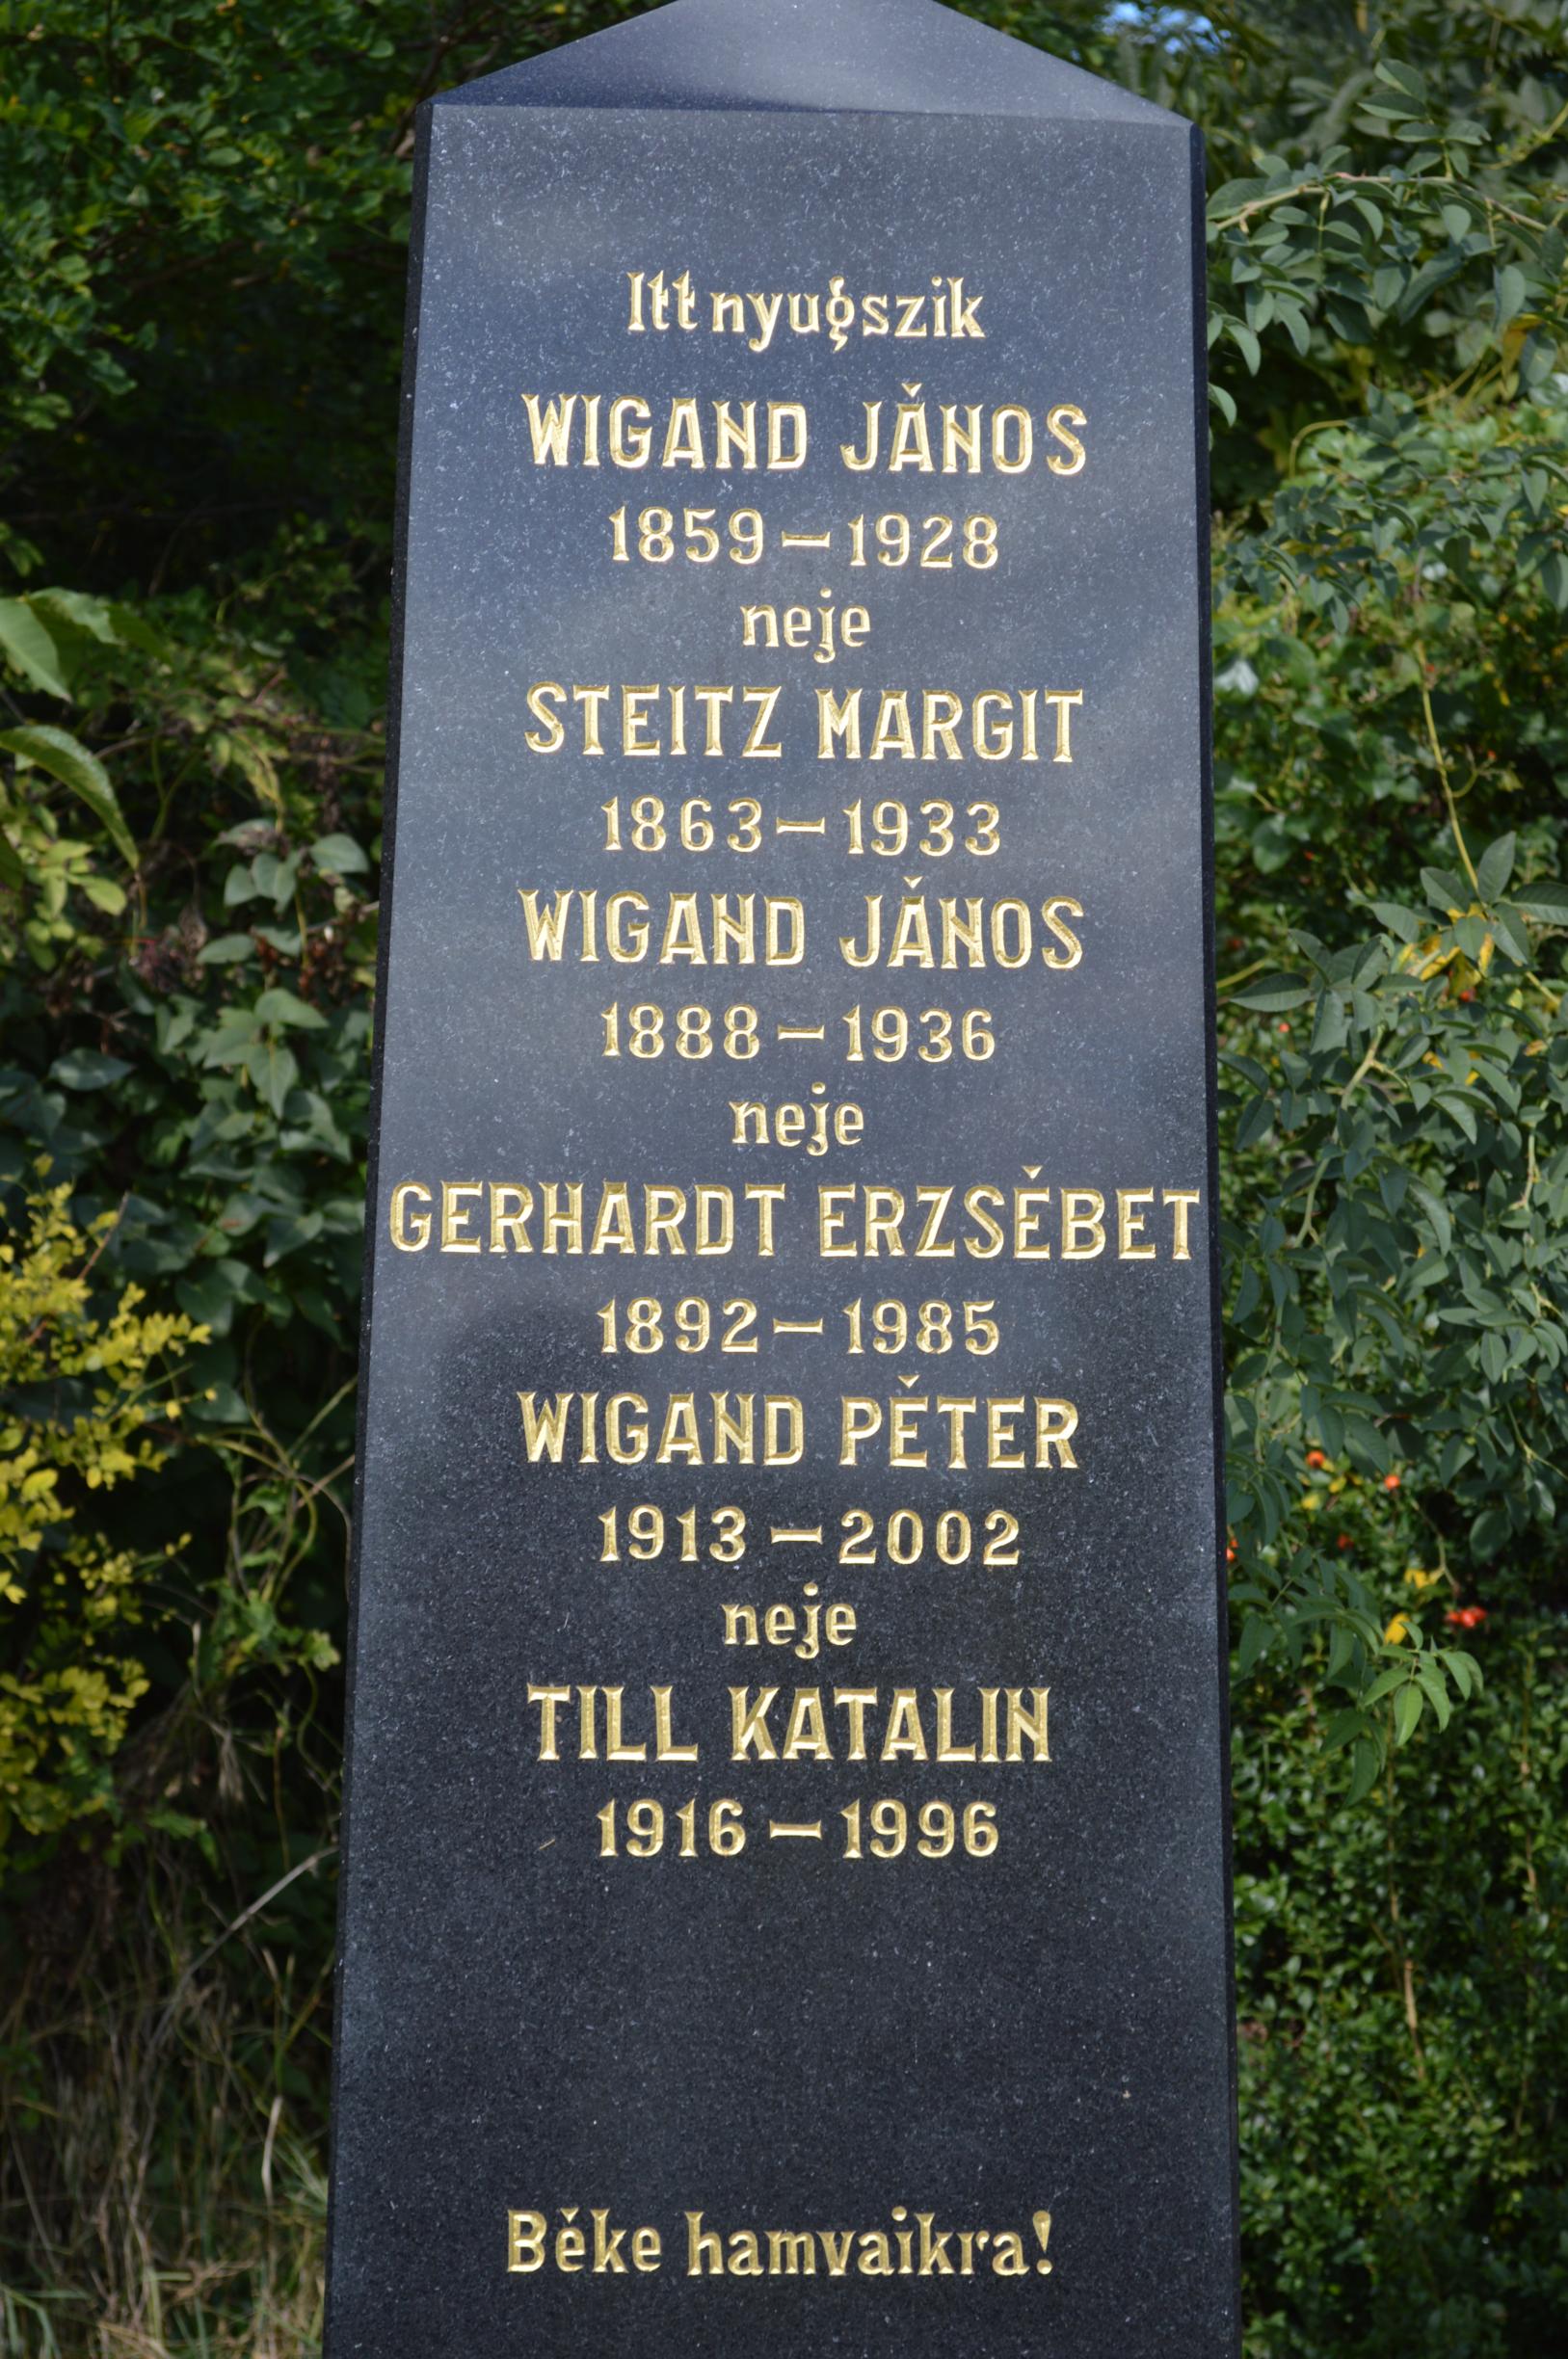 Itt nyugszik
WIGAND JÁNOS
1859 – 1928
neje
STEITZ MARGIT
1863 – 1933
WIGAND JÁNOS
1888 – 1936
neje
GERHARDT ERZSÉBET
1892 – 1985
WIGAND PÉTER
1913 – 2002
neje
TILL KATALIN
1916 – 1996
Béke hamvaikra!